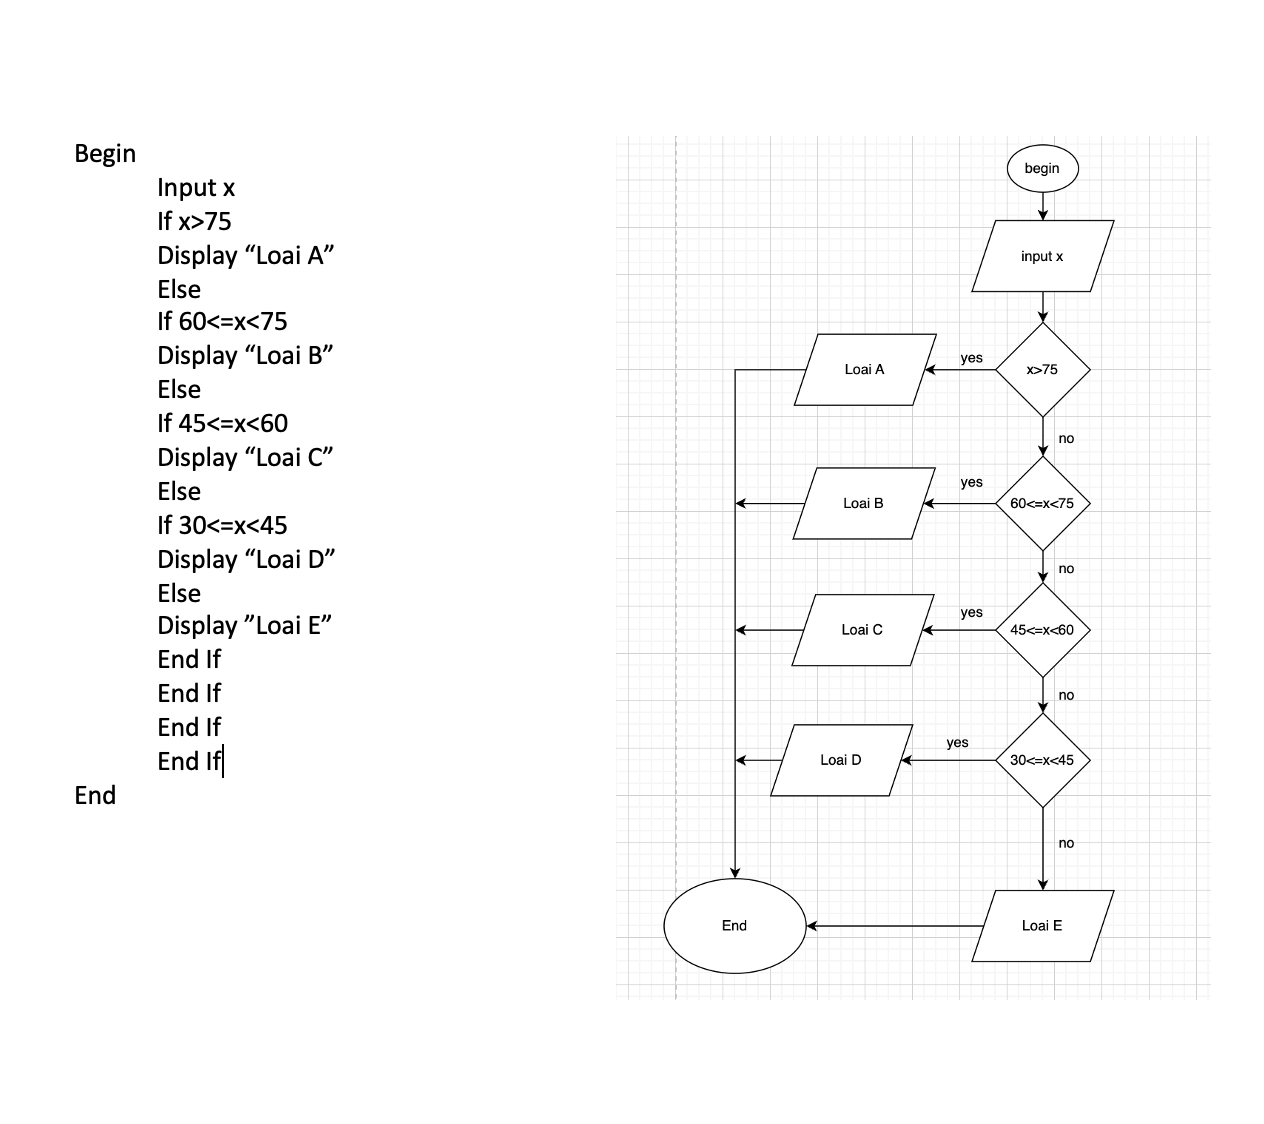 Begin
Input x
If x>75
Display “Loai A”
Else
If 60<=x<75
Display “Loai B”
Else
If 45<=x<60
Display “Loai C”
Else
If 30<=x<45
Display “Loai D”
Else
Display ”Loai E”
End If
End If
End If
End If
End
begin
input x
Loai A
yes
x>75
no
Loai B
yes
60<=x<75
no
Loai C
yes
45<=x<60
no
Loai D
yes
30<=x<45
no
End
Loai E